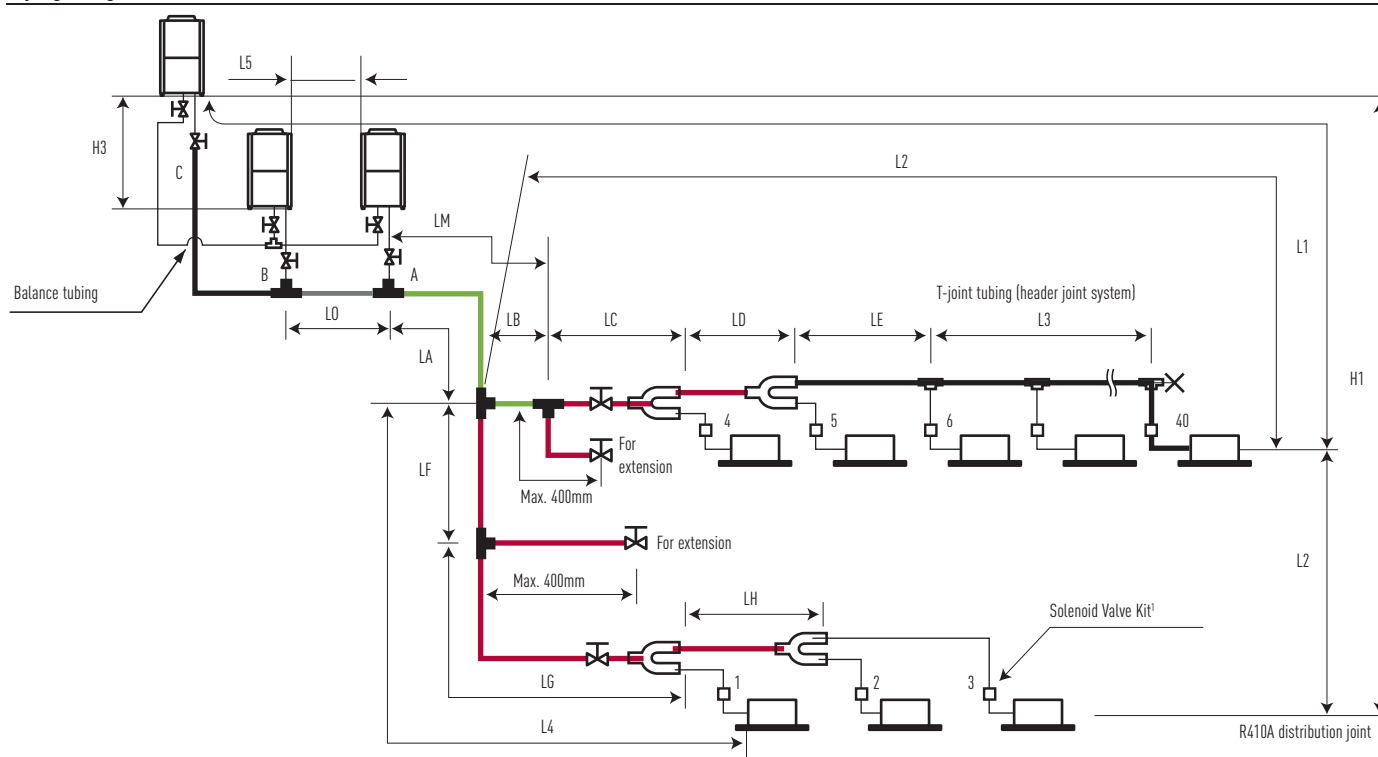 L5
H3
C
L2
LM
L1
B
A
Balance tubing
T-joint tubing (header joint system)
LO
LA
LB
LC
LD
LE
L3
H1
4
5
6
40
For
extension
LF
Max. 400mm
For extension
L2
Max. 400mm
LH
Solenoid Valve Kit¹
1
2
3
LG
L4
R410A distribution joint